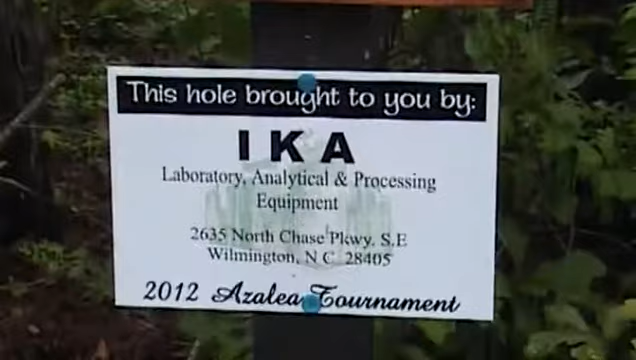 This hole brought to you by:
IKA
Laboratory, Analytical & Processing
Equipment
2635 North Chase Pkwy. S.E
Wilmington, N C 28405
2012 Azalea Tournament